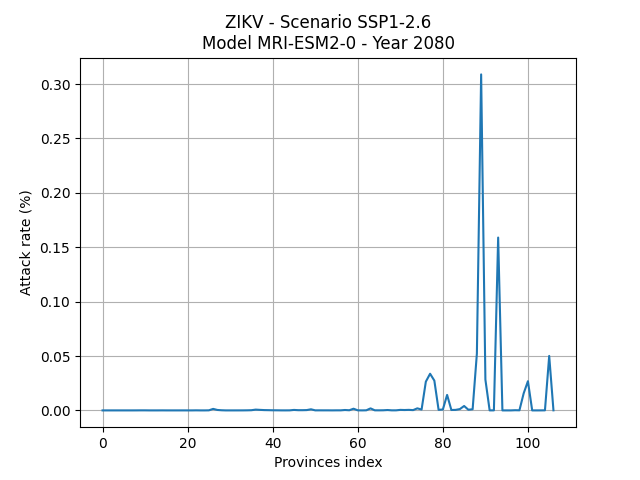 ZIKV - Scenario SSP1-2.6
Model MRI-ESM2-0 - Year 2080
Attack rate (%)
0.30
0.25
0.20
0.15
0.10
0.05
0.00
0 20 40 60 80 100
Provinces index